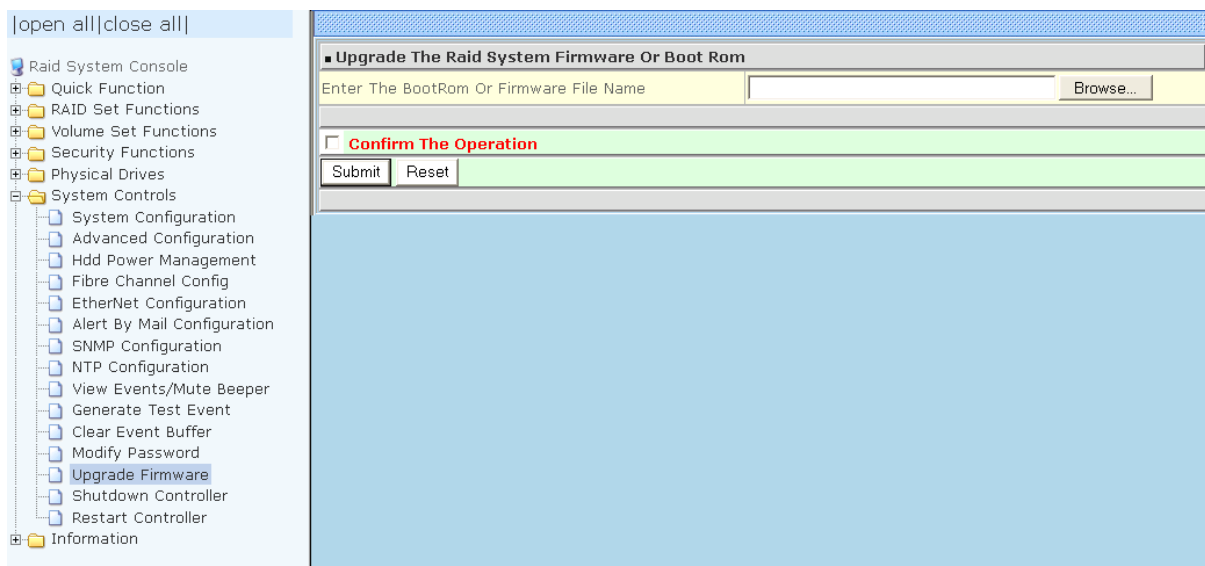 |open all|close all|
Raid System Console
Quick Function
RAID Set Functions
Volume Set Functions
Security Functions
Physical Drives
System Controls
System Configuration
Advanced Configuration
Hdd Power Management
Fibre Channel Config
EtherNet Configuration
Alert By Mail Configuration
SNMP Configuration
NTP Configuration
View Events/Mute Beeper
Generate Test Event
Clear Event Buffer
Modify Password
Upgrade Firmware
Shutdown Controller
Restart Controller
Information
Upgrade The Raid System Firmware Or Boot Rom
Enter The BootRom Or Firmware File Name
Browse...
Confirm The Operation
Submit Reset